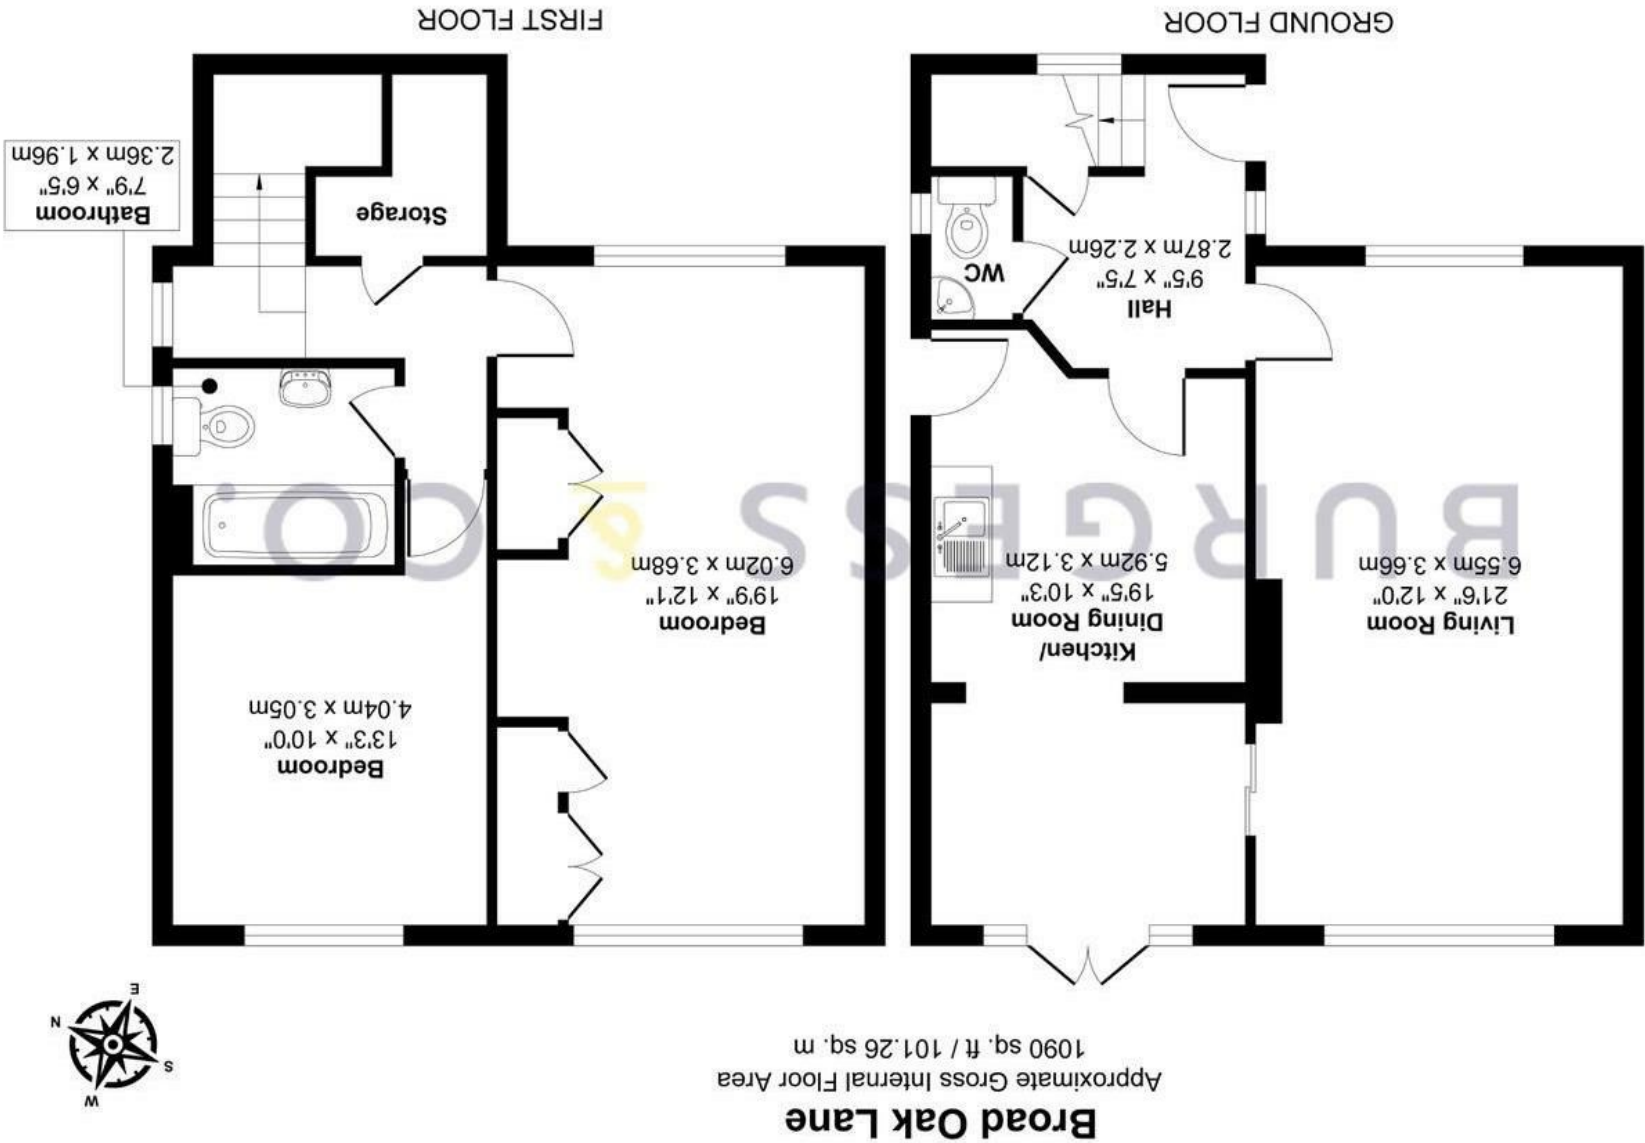 Broad Oak Lane
Approximate Gross Internal Floor Area
1090 sq. ft / 101.26 sq. m
W
S
N
E
Living Room
21'6" x 12'0"
6.55m x 3.66m
Kitchen/
Dining Room
19'5" x 10'3"
5.92m x 3.12m
Hall
9'5" x 7'5"
2.87m x 2.26m
WC
GROUND FLOOR
Bedroom
13'3" x 10'0"
4.04m x 3.05m
Bedroom
19'9" x 12'1"
6.02m x 3.68m
Storage
Bathroom
7'9" x 6'5"
2.36m x 1.96m
FIRST FLOOR
BURGESS & CO.